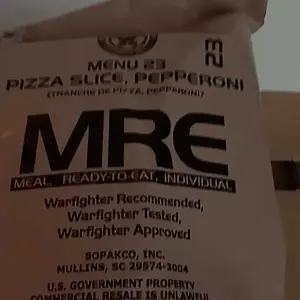 MENU 23
PIZZA SLICE, PEPPERONI
(TRANCHE DE PIZZA, PEPPERONI)
23
MRE
MEAL, READY-TO-EAT, INDIVIDUAL
Warfighter Recommended,
Warfighter Tested,
Warfighter Approved
SOPAKCO, INC.
MULLINS, SC 29574-3004
U.S. GOVERNMENT PROPERTY
COMMERCIAL RESALE IS UNLAWFUL